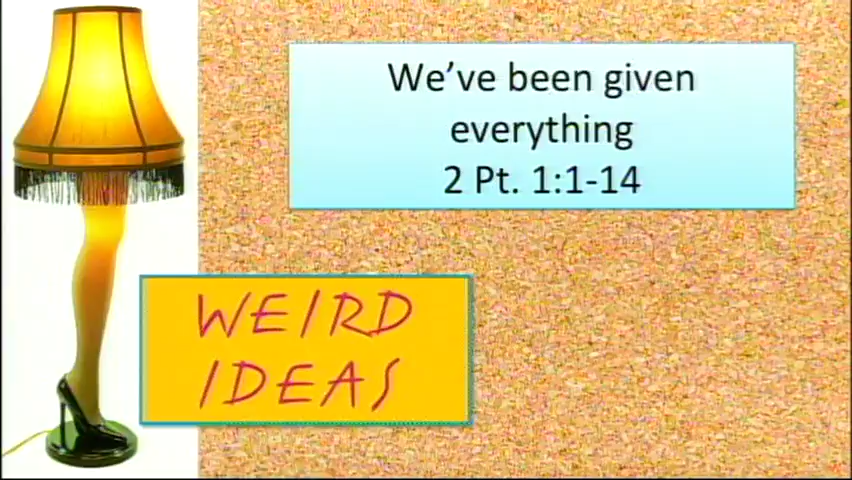 We’ve been given
everything
2 Pt. 1:1-14
WEIRD
IDEAS